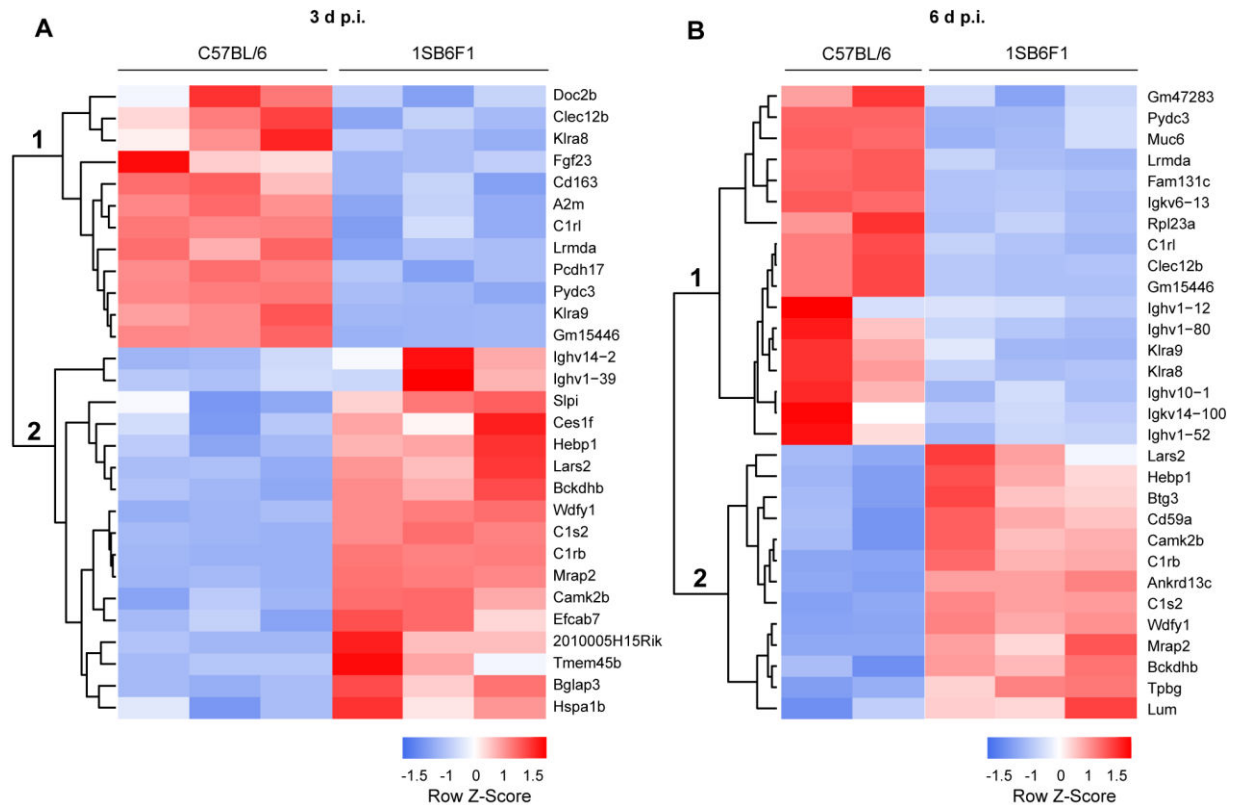 3 d p.i.
A
C57BL/6
1SB6F1
1
2
Doc2b
Clec12b
Klra8
Fgf23
Cd163
A2m
C1rl
Lrmda
Pcdh17
Pydc3
Klra9
Gm15446
Ighv14−2
Ighv1−39
Slpi
Ces1f
Hebp1
Lars2
Bckdhb
Wdfy1
C1s2
C1rb
Mrap2
Camk2b
Efcab7
2010005H15Rik
Tmem45b
Bglap3
Hspa1b
-1.5 -1 0 1 1.5
Row Z-Score
6 d p.i.
B
C57BL/6
1SB6F1
1
2
Gm47283
Pydc3
Muc6
Lrmda
Fam131c
Igkv6−13
Rpl23a
C1rl
Clec12b
Gm15446
Ighv1−12
Ighv1−80
Klra9
Klra8
Ighv10−1
Igkv14−100
Ighv1−52
Lars2
Hebp1
Btg3
Cd59a
Camk2b
C1rb
Ankrd13c
C1s2
Wdfy1
Mrap2
Bckdhb
Tpbg
Lum
-1.5 -1 0 1 1.5
Row Z-Score